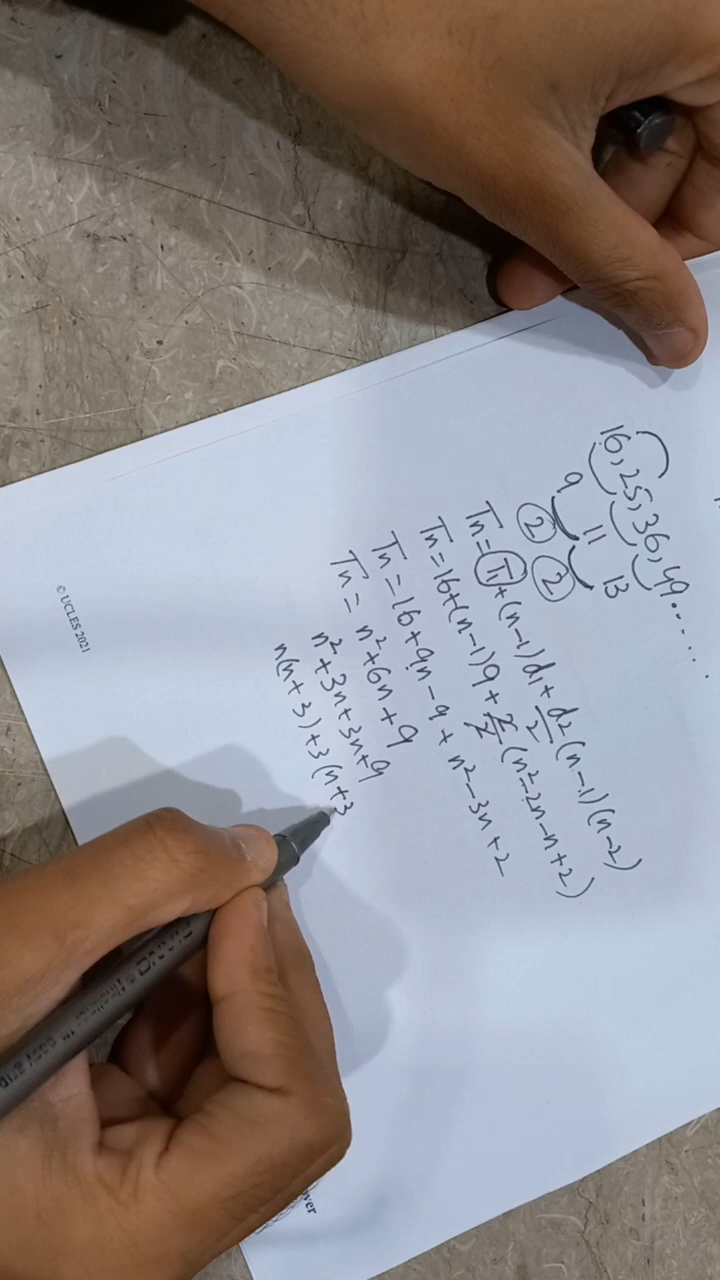 16, 25, 36, 49......
9 11 13
2 2
Tn = T1 + (n-1)d1 + d2/2 (n-1)(n-2)
Tn = 16 + (n-1)9 + 2/2 (n²-2n-n+2)
Tn = 16 + 9n - 9 + n² - 3n + 2
Tn = n² + 6n + 9
n² + 3n + 3n + 9
n(n+3) + 3(n+3
© UCLES 2021